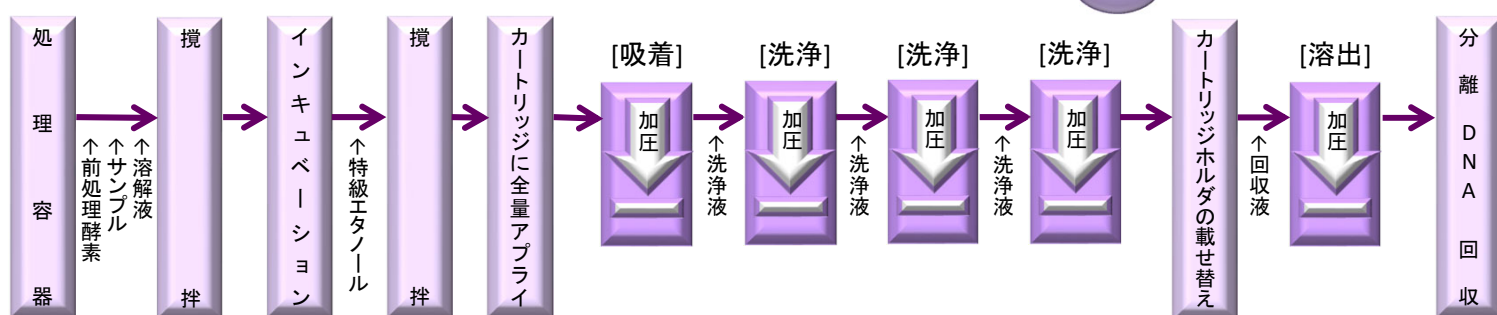 処理容器
↑前処理酵素
↑サンプル
↑溶解液
撹拌
インキュベーション
↑特級エタノール
撹拌
カートリッジに全量アプライ
[吸着]
加圧
↑洗浄液
[洗浄]
加圧
↑洗浄液
[洗浄]
加圧
↑洗浄液
[洗浄]
加圧
カートリッジホルダの載せ替え
↑回収液
[溶出]
加圧
分離DNA回収